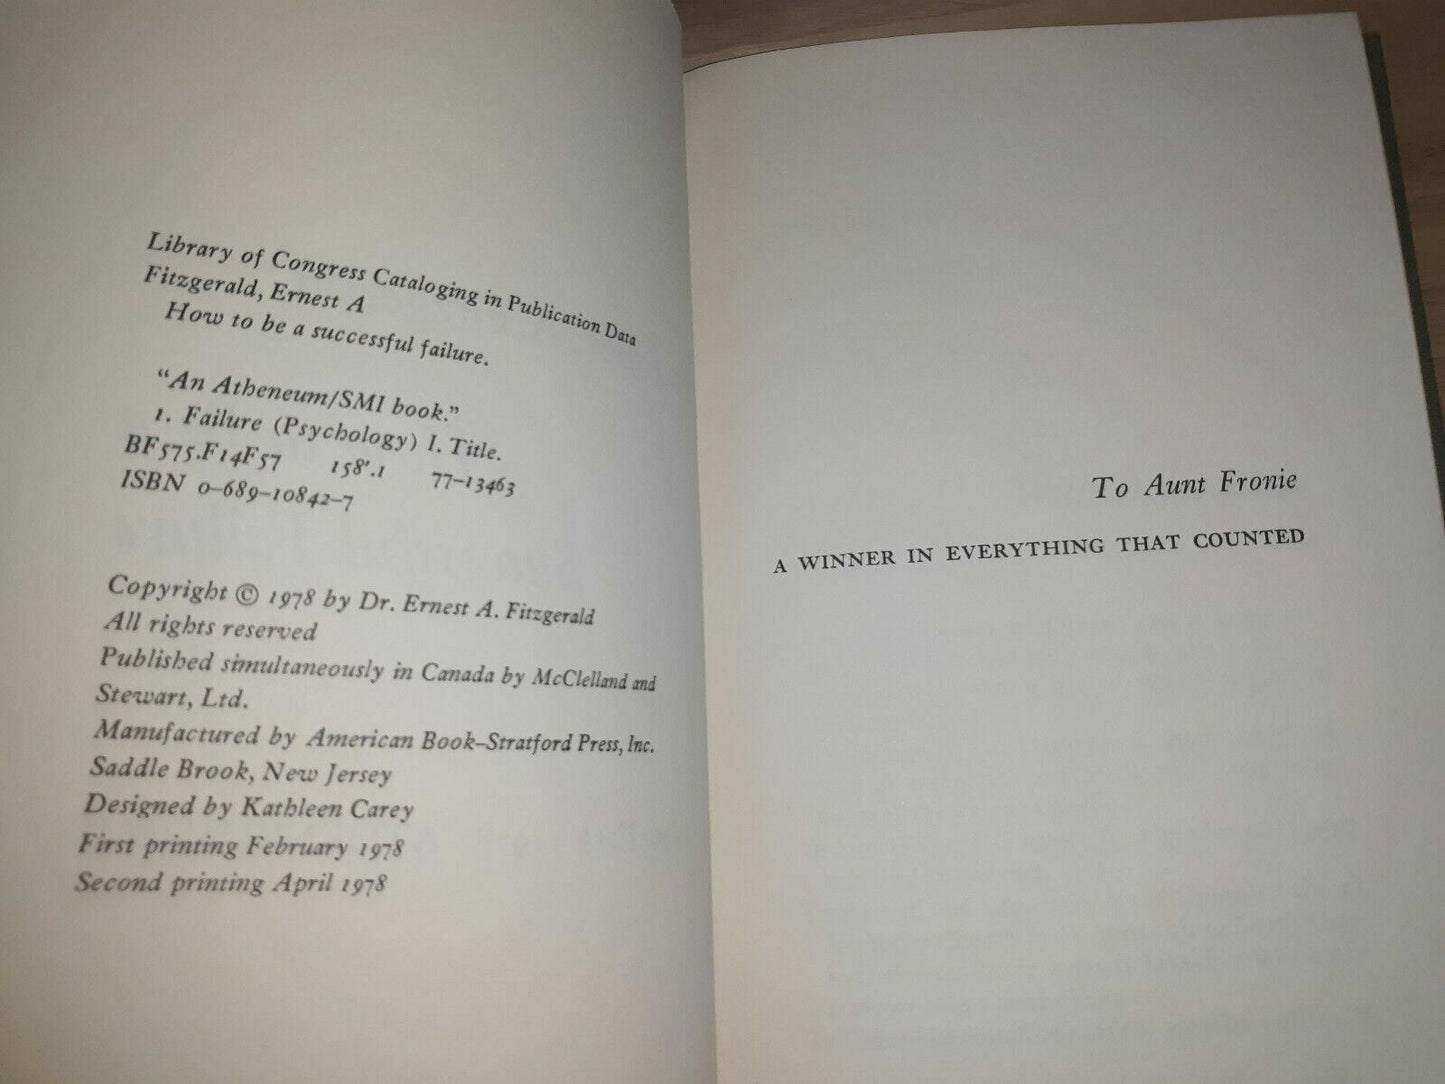 Library of Congress Cataloging in Publication Data
Fitzgerald, Ernest A
How to be a successful failure.
"An Atheneum/SMI book."
1. Failure (Psychology) I. Title.
BF575.F14F57 158'.1 77-13463
ISBN 0-689-10842-7
Copyright © 1978 by Dr. Ernest A. Fitzgerald
All rights reserved
Published simultaneously in Canada by McClelland and
Stewart, Ltd.
Manufactured by American Book–Stratford Press, Inc.
Saddle Brook, New Jersey
Designed by Kathleen Carey
First printing February 1978
Second printing April 1978
To Aunt Fronie
A WINNER IN EVERYTHING THAT COUNTED